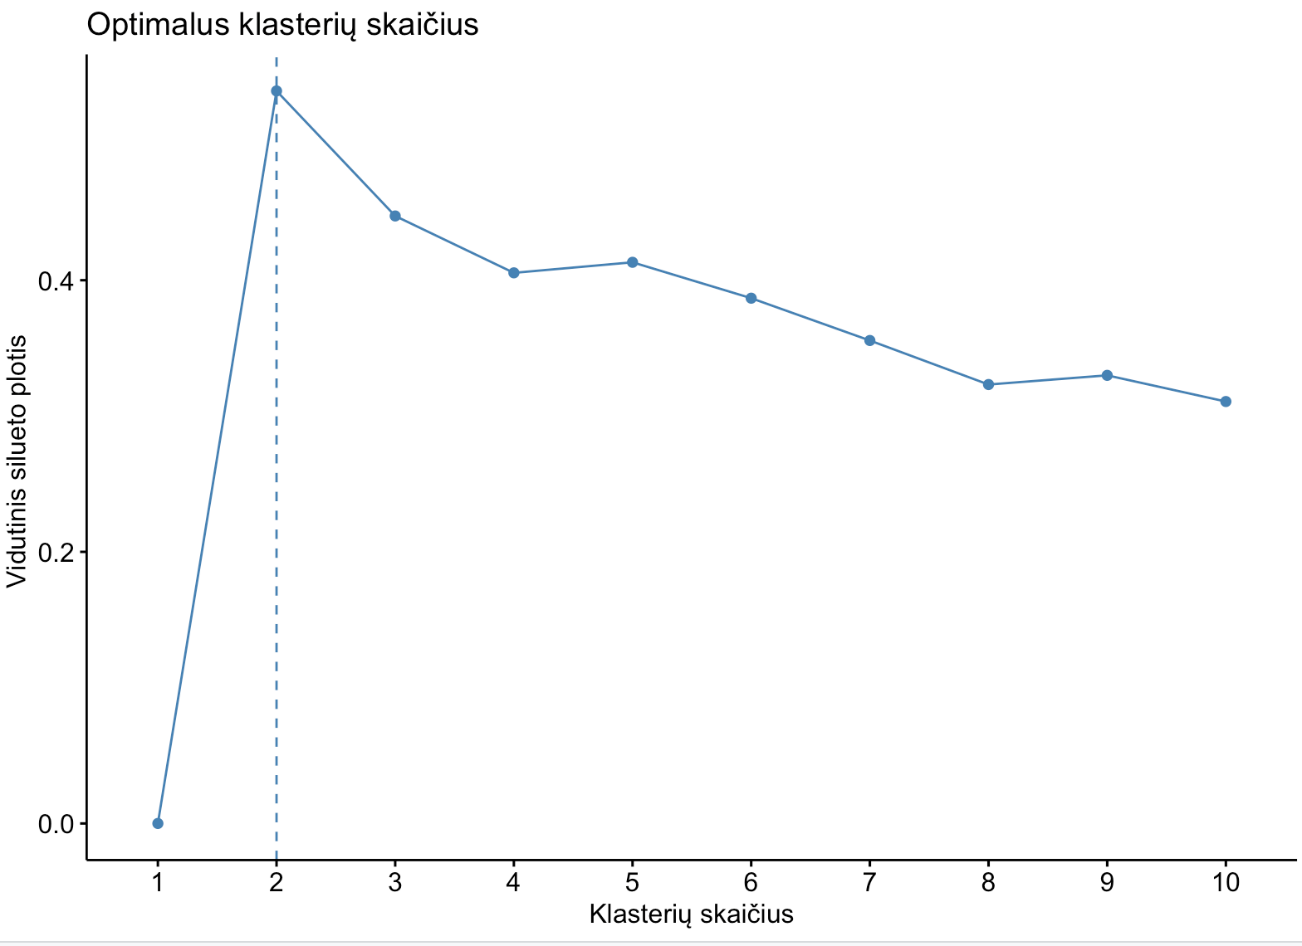 Optimalus klasterių skaičius
Vidutinis silueto plotis
0.4
0.2
0.0
1 2 3 4 5 6 7 8 9 10
Klasterių skaičius